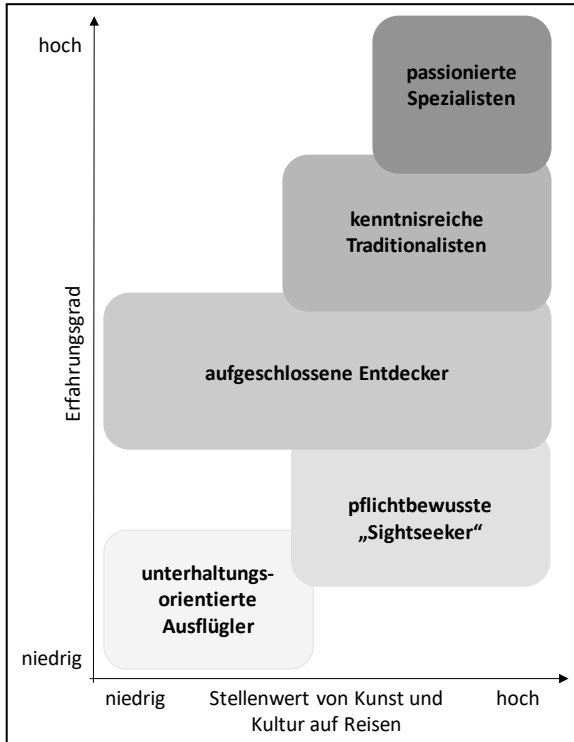 hoch
passionierte
Spezialisten
kenntnisreiche
Traditionalisten
Erfahrungsgrad
aufgeschlossene Entdecker
pflichtbewusste
„Sightseeker“
unterhaltungs-
orientierte
Ausflügler
niedrig
niedrig Stellenwert von Kunst und hoch
Kultur auf Reisen